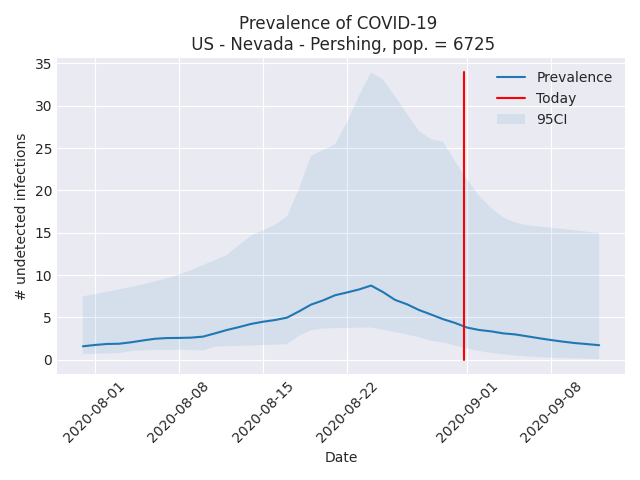 Prevalence of COVID-19
US - Nevada - Pershing, pop. = 6725
35
30
25
20
15
10
5
0
# undetected infections
Prevalence
Today
95CI
2020-08-01
2020-08-08
2020-08-15
2020-08-22
2020-09-01
2020-09-08
Date